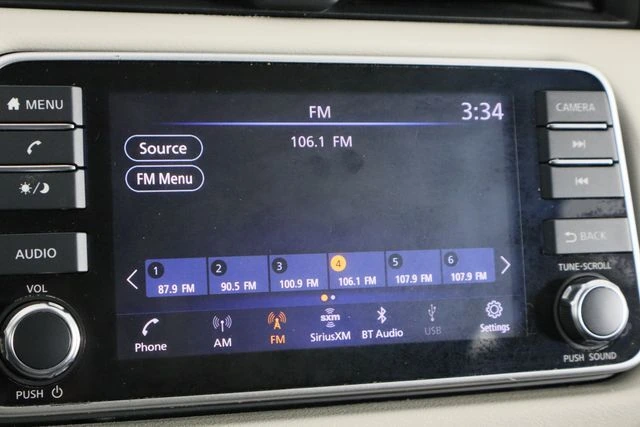 FM 3:34
MENU
CAMERA
106.1 FM
Source
FM Menu
AUDIO
BACK
1 2 3 4 5 6
87.9 FM 90.5 FM 100.9 FM 106.1 FM 107.9 FM 107.9 FM
TUNE·SCROLL
VOL
sxm
Phone AM FM SiriusXM BT Audio USB Settings
PUSH
PUSH SOUND